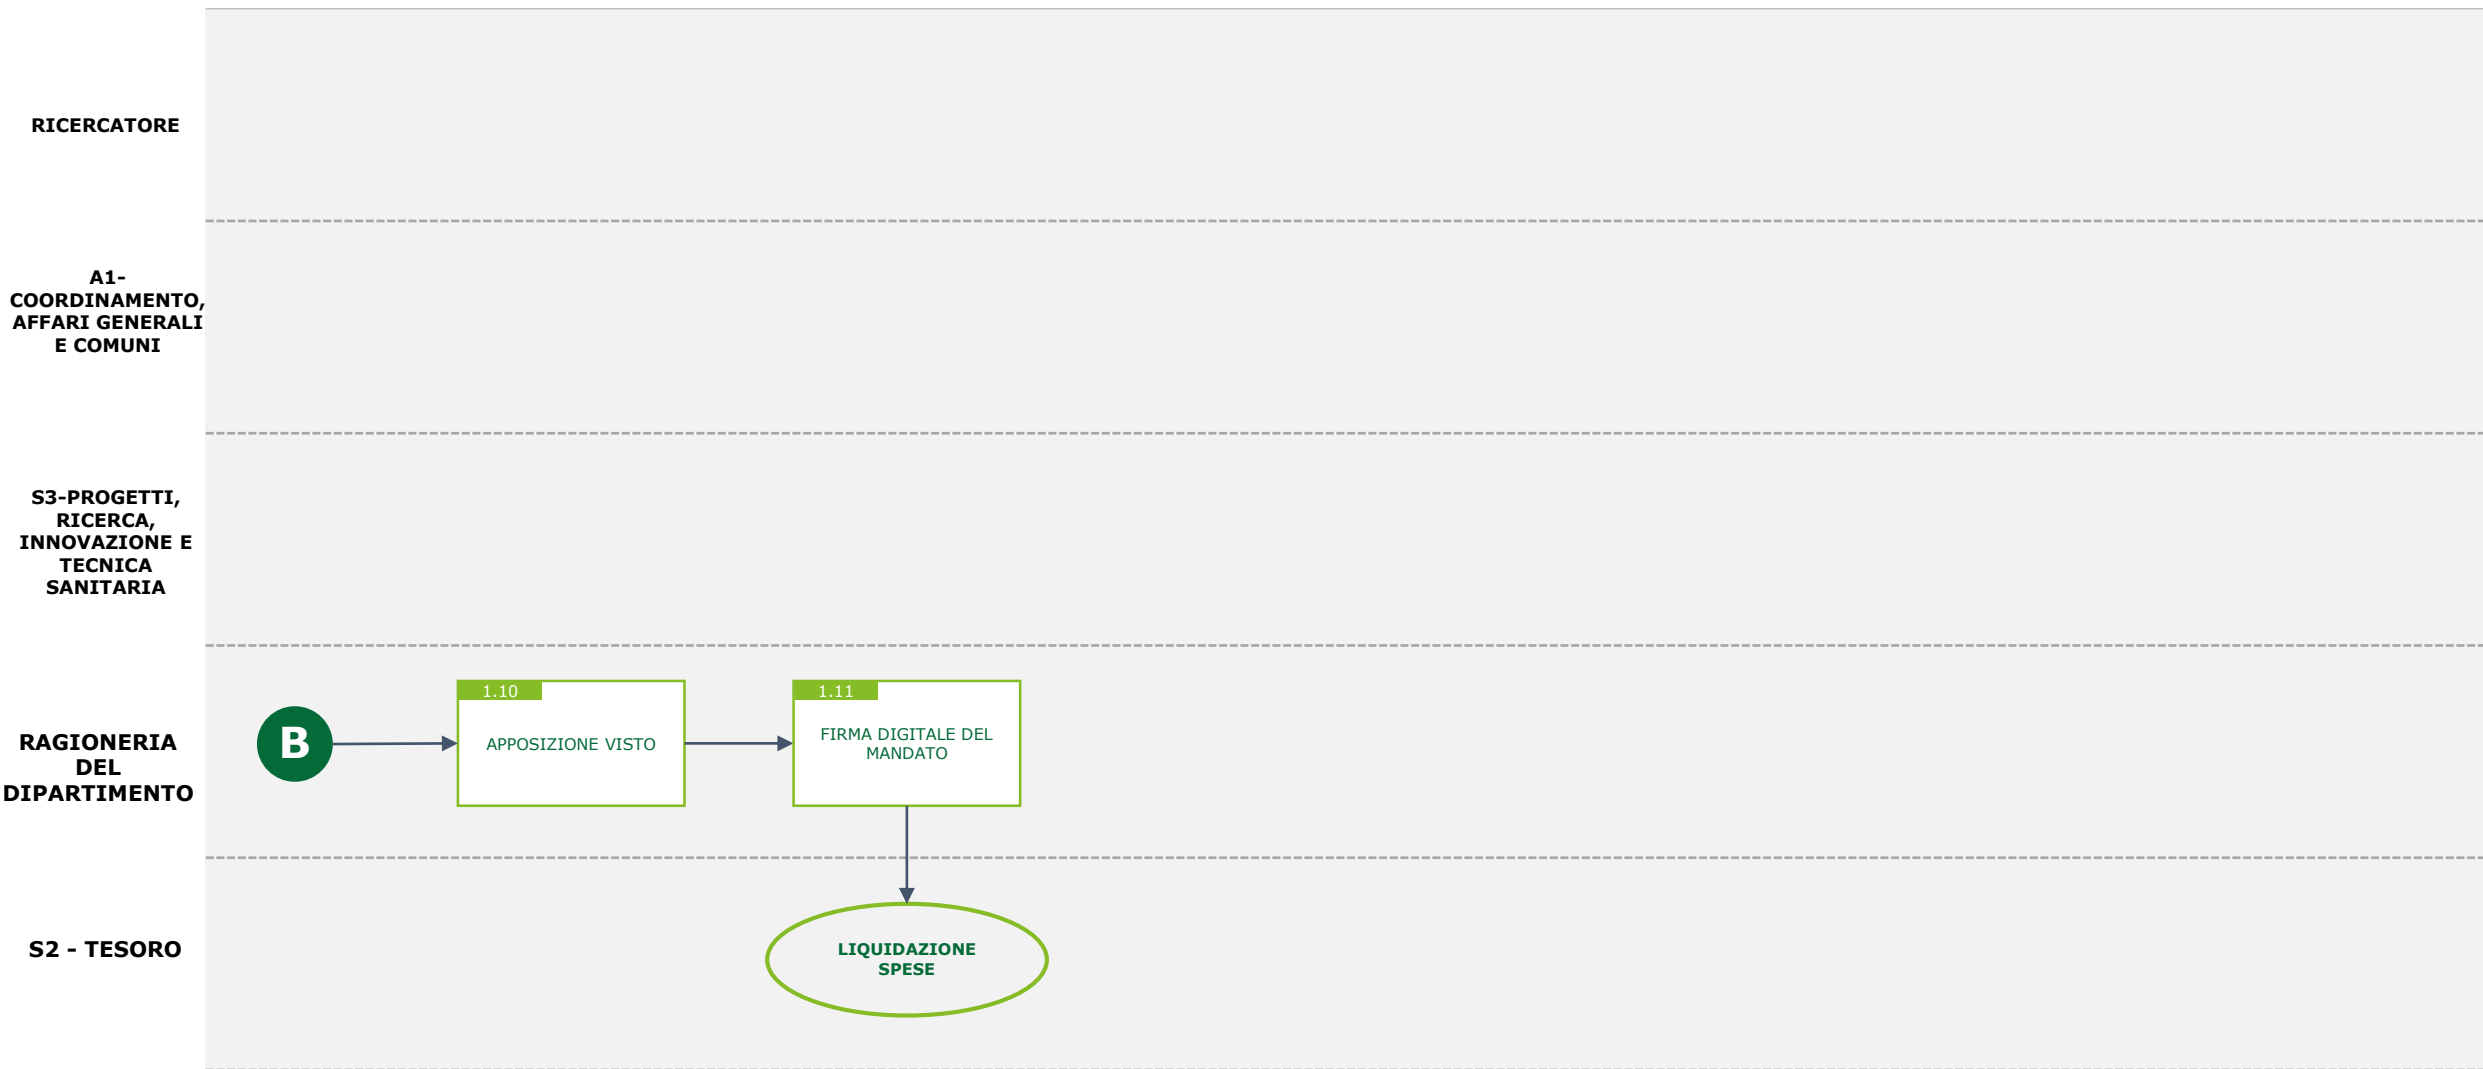 RICERCATORE
A1-
COORDINAMENTO,
AFFARI GENERALI
E COMUNI
S3-PROGETTI,
RICERCA,
INNOVAZIONE E
TECNICA
SANITARIA
RAGIONERIA
DEL
DIPARTIMENTO
B
1.10
APPOSIZIONE VISTO
1.11
FIRMA DIGITALE DEL
MANDATO
S2 - TESORO
LIQUIDAZIONE
SPESE